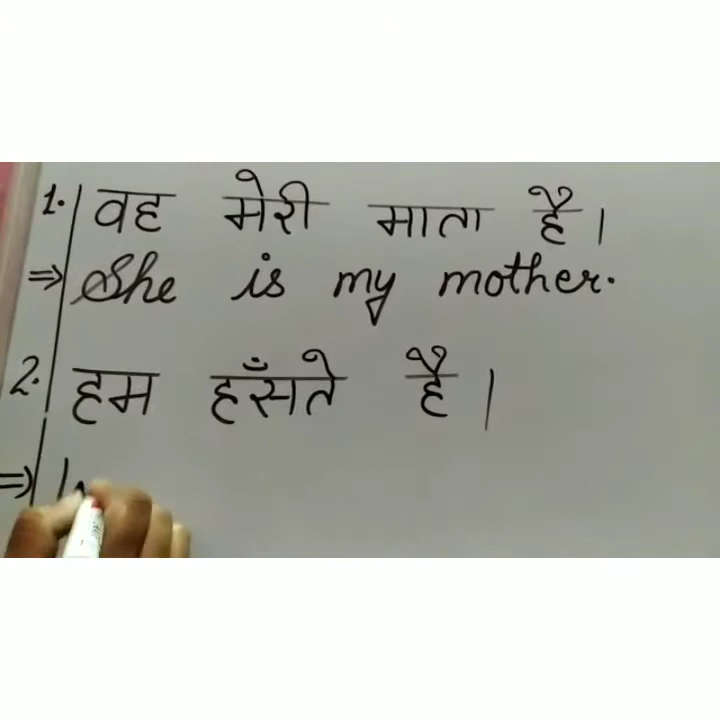 1. वह मेरी माता है।
⇒ She is my mother.
2. हम हँसते है।
⇒